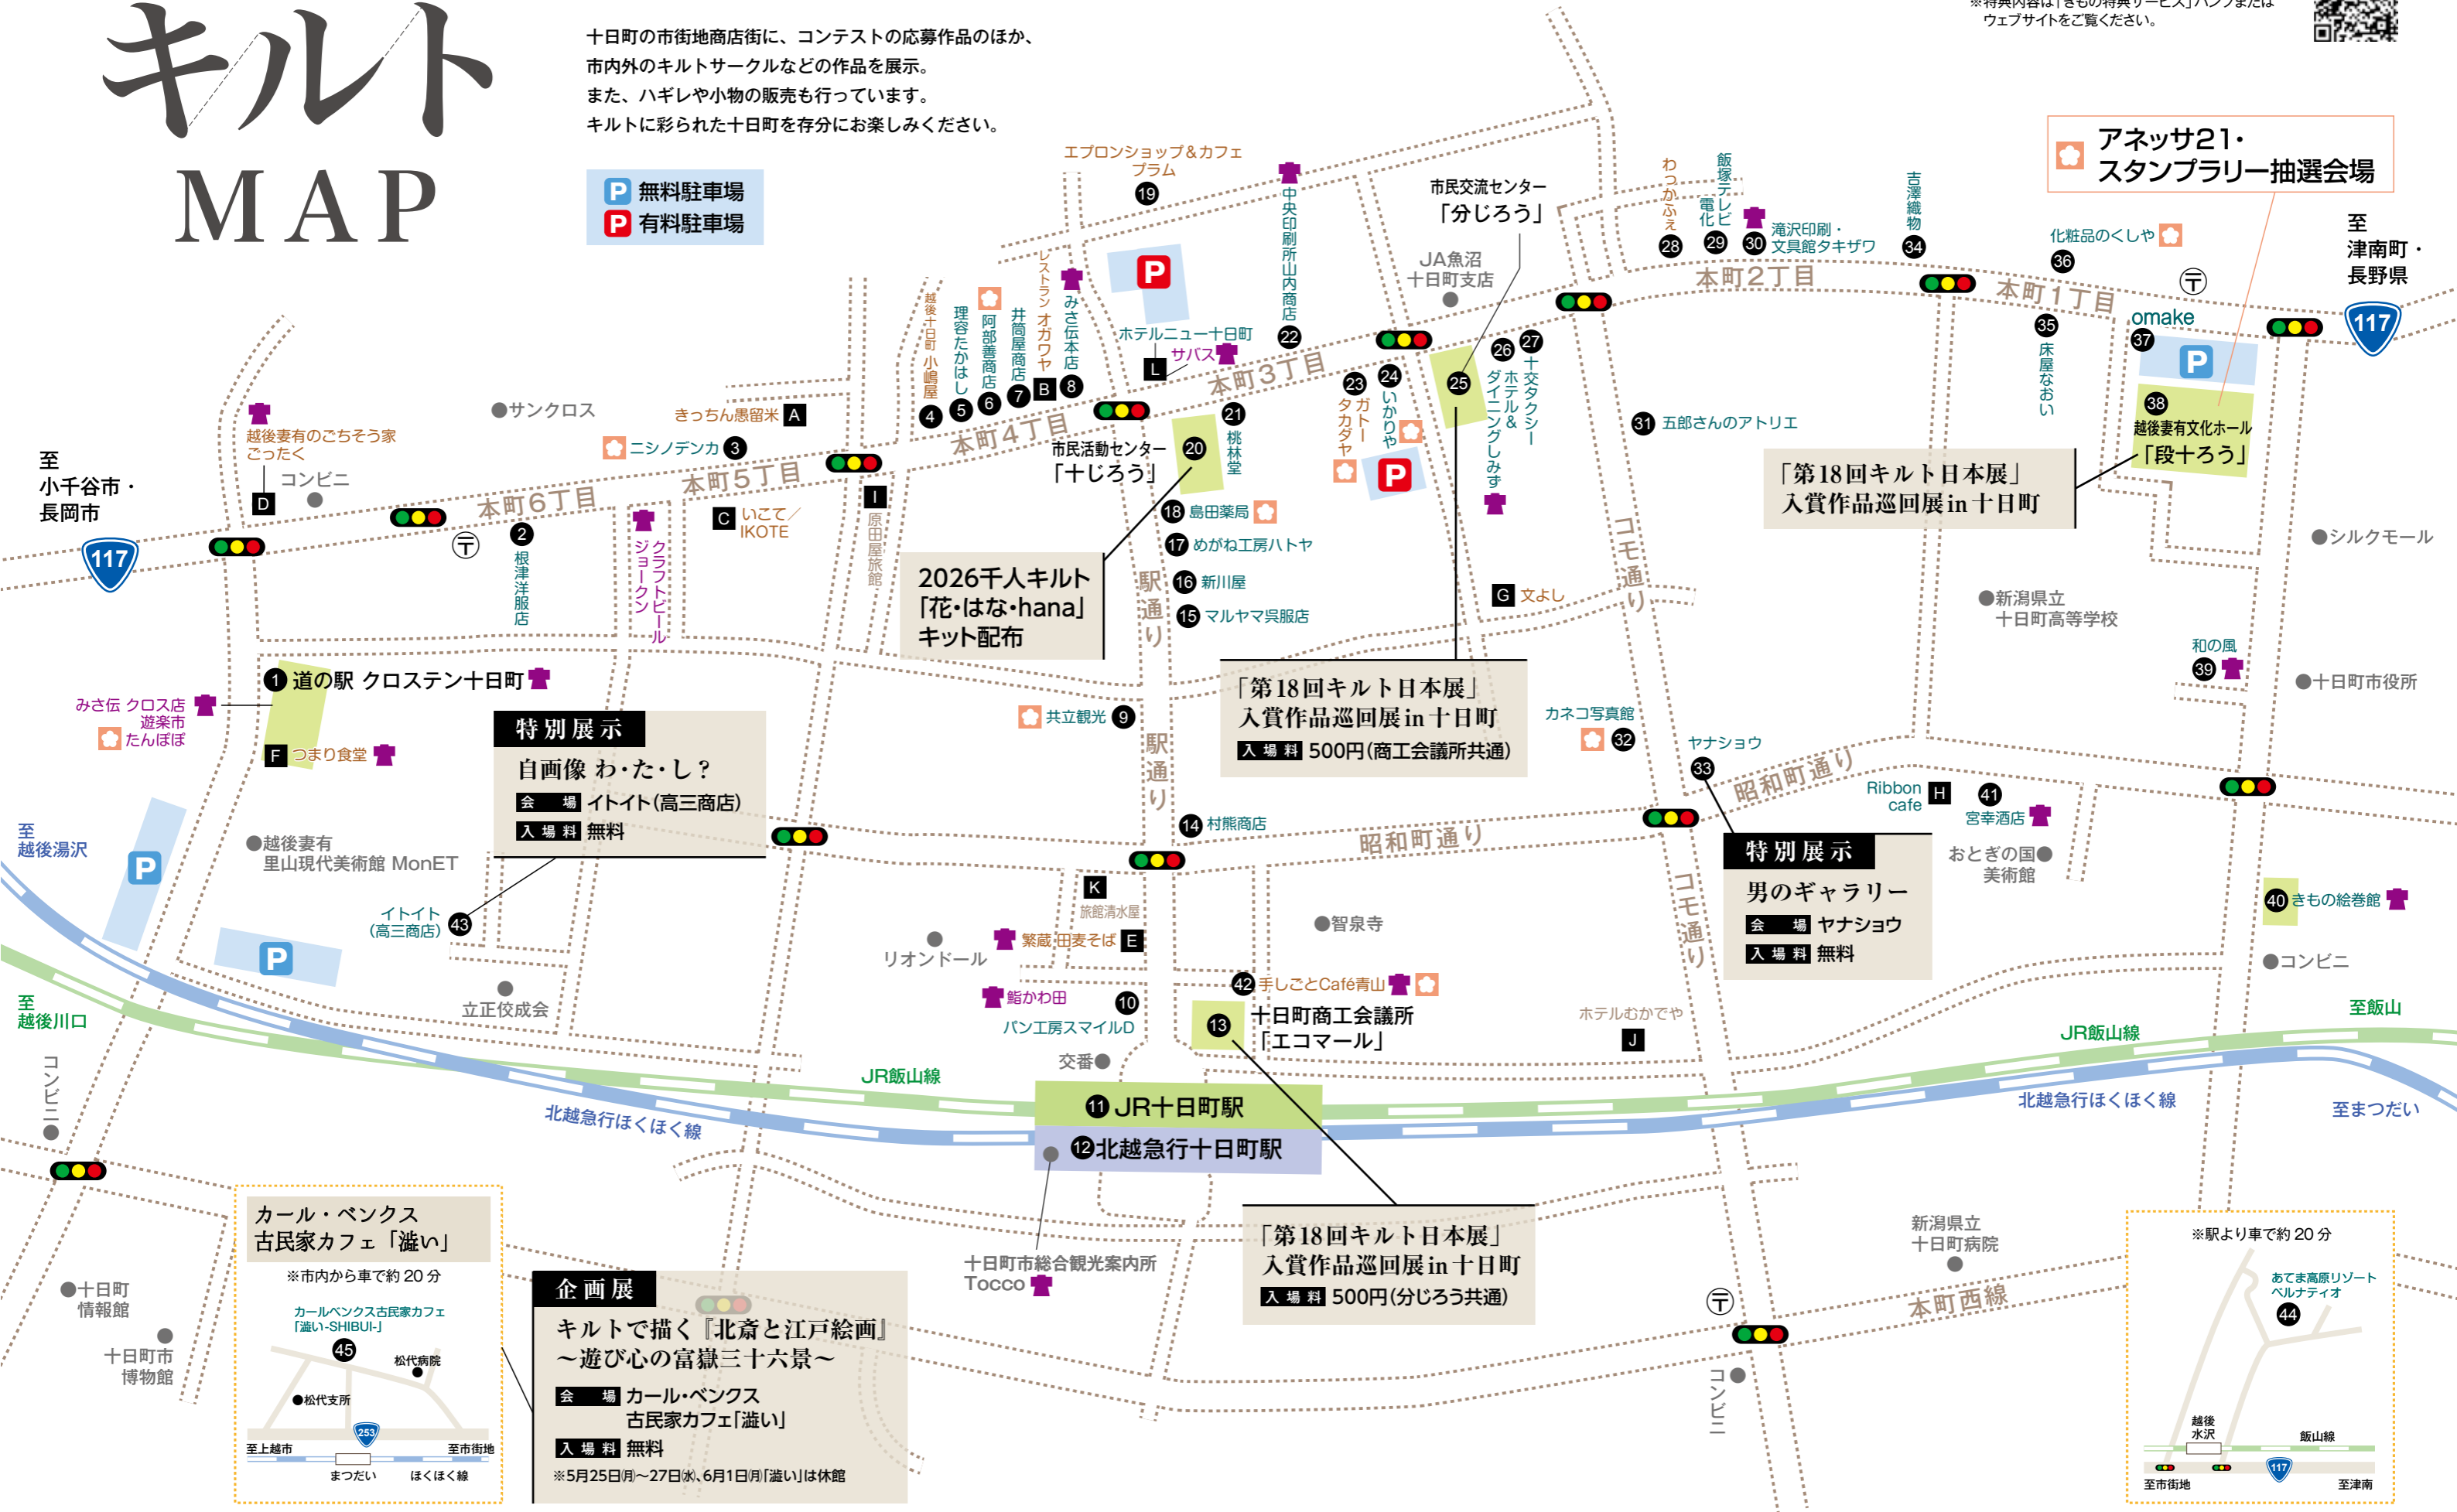 キルト
MAP
十日町の市街地商店街に、コンテストの応募作品のほか、
市内外のキルトサークルなどの作品を展示。
また、ハギレや小物の販売も行っています。
キルトに彩られた十日町を存分にお楽しみください。
P 無料駐車場
P 有料駐車場
ウェブサイトをご覧ください。
アネッサ21・
スタンプラリー抽選会場
至
津南町・
長野県
117
エプロンショップ&カフェ
プラム
19
中央印刷所山内商店
22
市民交流センター
「分じろう」
JA魚沼
十日町支店
わっかふぇ
28
飯塚テレビ
電化
29
30
滝沢印刷・
文具館タキザワ
吉澤織物
34
化粧品のくしや
36
〒
本町2丁目
本町1丁目
35
床屋なおい
omake
37
P
38
越後妻有文化ホール
「段十ろう」
「第18回キルト日本展」
入賞作品巡回展in十日町
P
越後十日町 小嶋屋
4
理容たかはし
5
阿部善商店
6
井筒屋商店
7
レストラン オガワヤ
B
みさ伝本店
8
ホテルニュー十日町
L
サバス
本町3丁目
23
ガトー
タカダヤ
24
いかりや
P
25
26
ホテル&
ダイニングしみず
27
十交タクシー
31 五郎さんのアトリエ
コモ通り
サンクロス
きっちん愚留米 A
ニシノデンカ 3
本町4丁目
本町5丁目
本町6丁目
市民活動センター
「十じろう」
20
21
桃林堂
18 島田薬局
17 めがね工房ハトヤ
16 新川屋
15 マルヤマ呉服店
駅通り
越後妻有のごちそう家
ごったく
D
コンビニ
至
小千谷市・
長岡市
117
〒
2
根津洋服店
クラフトビール
ジョークン
C いこて/
IKOTE
I
原田屋旅館
2026千人キルト
「花・はな・hana」
キット配布
G 文よし
シルクモール
新潟県立
十日町高等学校
和の風
39
十日町市役所
1 道の駅 クロステン十日町
みさ伝 クロス店
遊楽市
たんぽぽ
F つまり食堂
特別展示
自画像 わ・た・し?
会場 イトイト(高三商店)
入場料 無料
共立観光 9
駅通り
「第18回キルト日本展」
入賞作品巡回展in十日町
入場料 500円(商工会議所共通)
カネコ写真館
32
ヤナショウ
33
昭和町通り
Ribbon
cafe
H
41
宮幸酒店
おとぎの国
美術館
特別展示
男のギャラリー
会場 ヤナショウ
入場料 無料
40 きもの絵巻館
コンビニ
至
越後湯沢
P
P
越後妻有
里山現代美術館 MonET
イトイト
(高三商店)
43
立正佼成会
14 村熊商店
昭和町通り
K
旅館清水屋
繁蔵 田麦そば E
リオンドール
鮨かわ田
10
パン工房スマイルD
智泉寺
42 手しごとCafé青山
13
十日町商工会議所
「エコマール」
ホテルむかでや
J
コモ通り
交番
至
越後川口
コンビニ
JR飯山線
北越急行ほくほく線
11 JR十日町駅
12 北越急行十日町駅
JR飯山線
至飯山
北越急行ほくほく線
至まつだい
十日町市総合観光案内所
Tocco
「第18回キルト日本展」
入賞作品巡回展in十日町
入場料 500円(分じろう共通)
新潟県立
十日町病院
本町西線
〒
コンビニ
十日町
情報館
十日町市
博物館
カール・ベンクス
古民家カフェ「澁い」
※市内から車で約20分
カールベンクス古民家カフェ
「澁い-SHIBUI-」
45
松代病院
松代支所
253
至上越市
至市街地
まつだい
ほくほく線
企画展
キルトで描く『北斎と江戸絵画』
〜遊び心の富嶽三十六景〜
会場 カール・ベンクス
古民家カフェ「澁い」
入場料 無料
※5月25日(月)〜27日(水)、6月1日(月)「澁い」は休館
※駅より車で約20分
あてま高原リゾート
ベルナティオ
44
越後
水沢
飯山線
117
至市街地
至津南